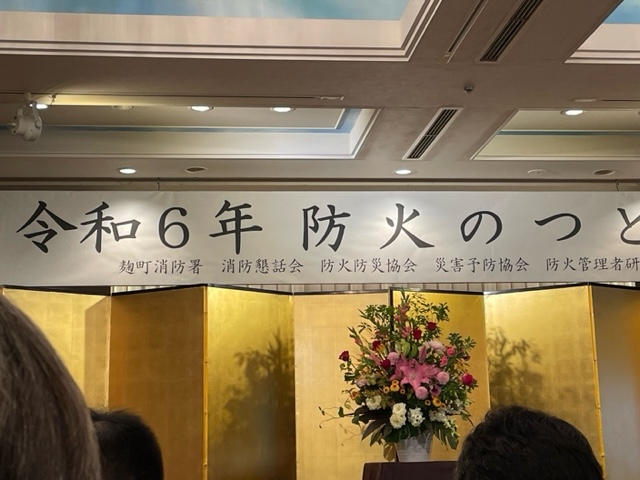 令和6年 防火のつと
麹町消防署 消防懇話会 防火防災協会 災害予防協会 防火管理者研